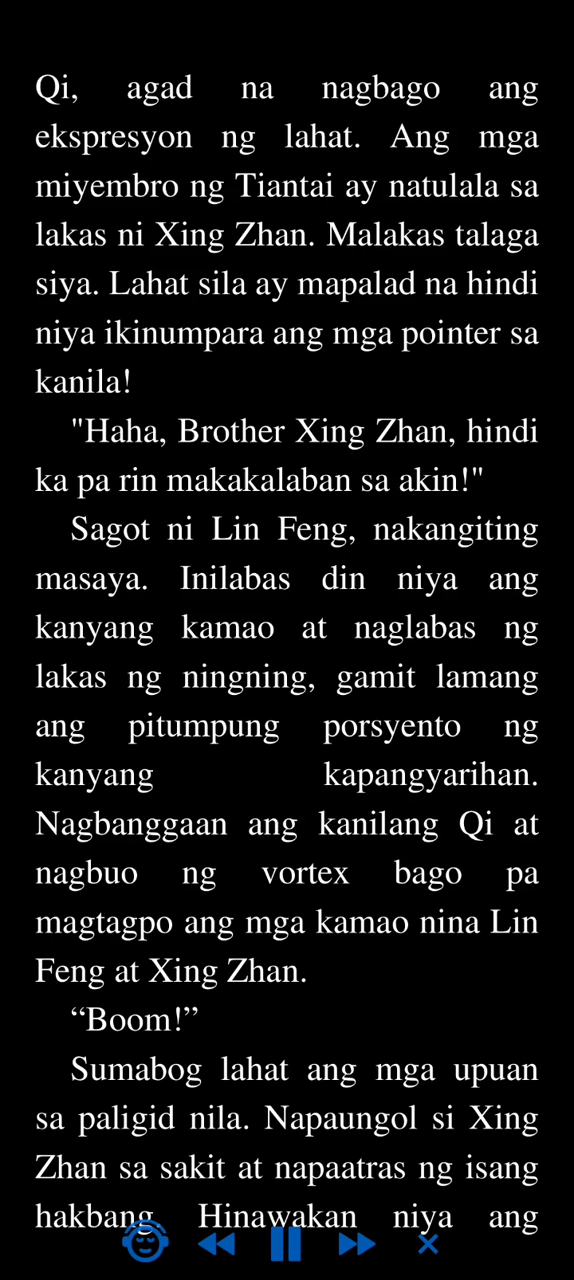 Qi, agad na nagbago ang
ekspresyon ng lahat. Ang mga
miyembro ng Tiantai ay natulala sa
lakas ni Xing Zhan. Malakas talaga
siya. Lahat sila ay mapalad na hindi
niya ikinumpara ang mga pointer sa
kanila!
"Haha, Brother Xing Zhan, hindi
ka pa rin makakalaban sa akin!"
Sagot ni Lin Feng, nakangiting
masaya. Inilabas din niya ang
kanyang kamao at naglabas ng
lakas ng ningning, gamit lamang
ang pitumpung porsyento ng
kanyang kapangyarihan.
Nagbanggaan ang kanilang Qi at
nagbuo ng vortex bago pa
magtagpo ang mga kamao nina Lin
Feng at Xing Zhan.
“Boom!”
Sumabog lahat ang mga upuan
sa paligid nila. Napaungol si Xing
Zhan sa sakit at napaatras ng isang
hakbang. Hinawakan niya ang